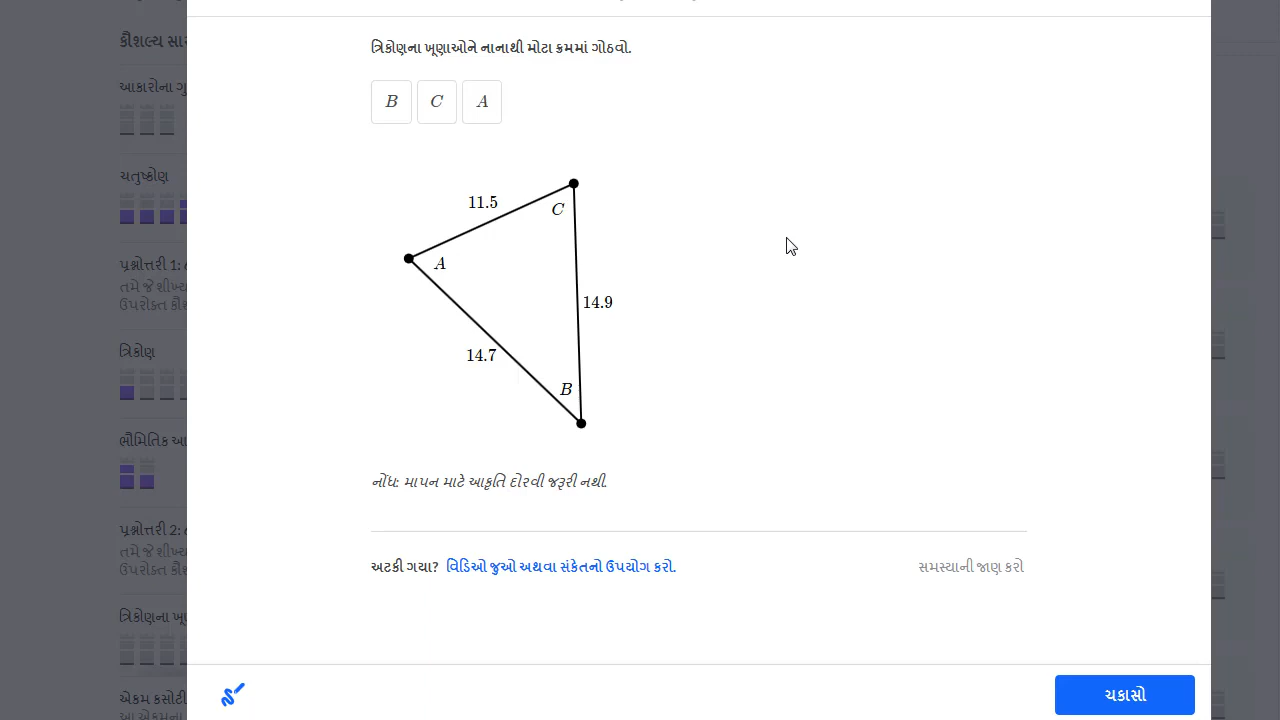 ત્રિકોણના ખૂણાઓને નાનાથી મોટા ક્રમમાં ગોઠવો.
B C A
11.5
C
A
14.9
14.7
B
નોંધ: માપન માટે આકૃતિ દોરવી જરૂરી નથી.
અટકી ગયા? વિડિઓ જુઓ અથવા સંકેતનો ઉપયોગ કરો.
સમસ્યાની જાણ કરો
ચકાસો
કૌશલ્ય
આકારોના
ચતુષ્કોણ
પ્રશ્નોત્તરી 1:
તમે જે
ઉપરોક્ત
ત્રિકોણ
ભૌમિતિક
પ્રશ્નોત્તરી 2:
તમે જે
ઉપરોક્ત
ત્રિકોણના
એકમ કસોટી